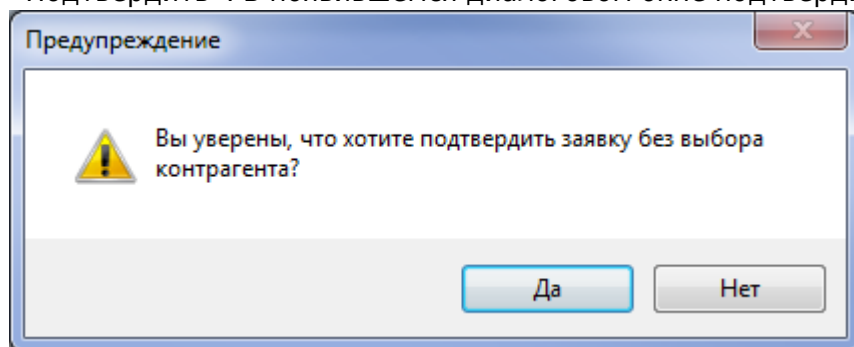 Предупреждение
Вы уверены, что хотите подтвердить заявку без выбора
контрагента?
Да
Нет